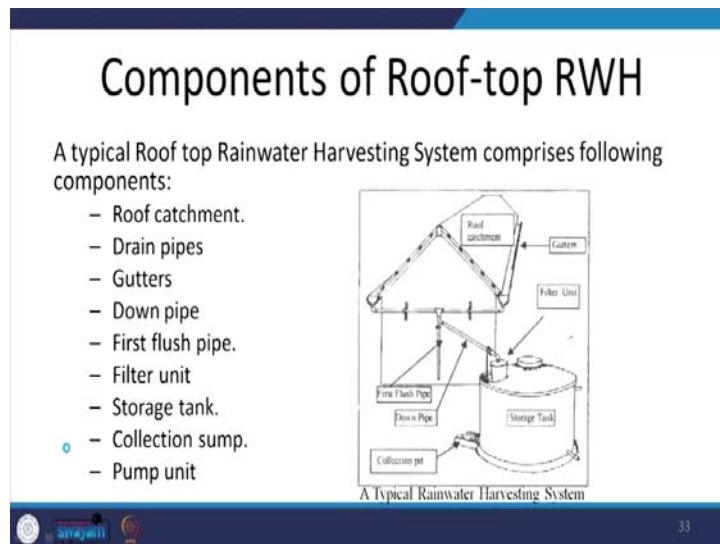 Components of Roof-top RWH
A typical Roof top Rainwater Harvesting System comprises following
components:
– Roof catchment.
– Drain pipes
– Gutters
– Down pipe
– First flush pipe.
– Filter unit
– Storage tank.
– Collection sump.
– Pump unit
Roof
catchment
Gutters
Filter Unit
First Flush Pipe
Down Pipe
Storage Tank
Collection pit
A Typical Rainwater Harvesting System
swayam
33